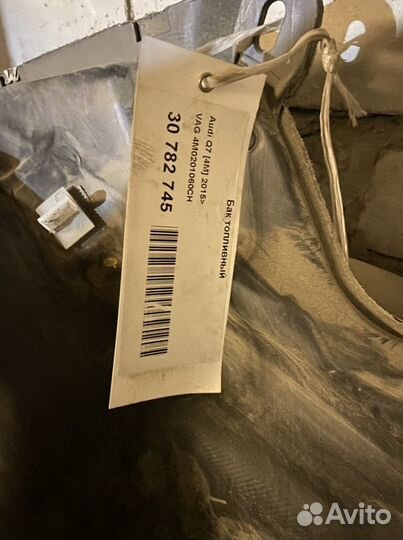 Бак топливный
Audi Q7 [4M] 2015>
VAG 4M0201060CH
30 782 745
Avito